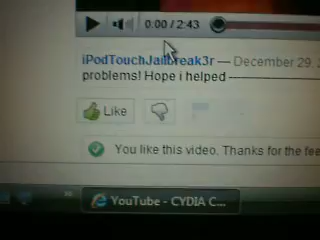 0:00 / 2:43
iPodTouchJailbreak3r — December 29,
problems! Hope i helped
Like
You like this video. Thanks for the fee
YouTube - CYDIA C...